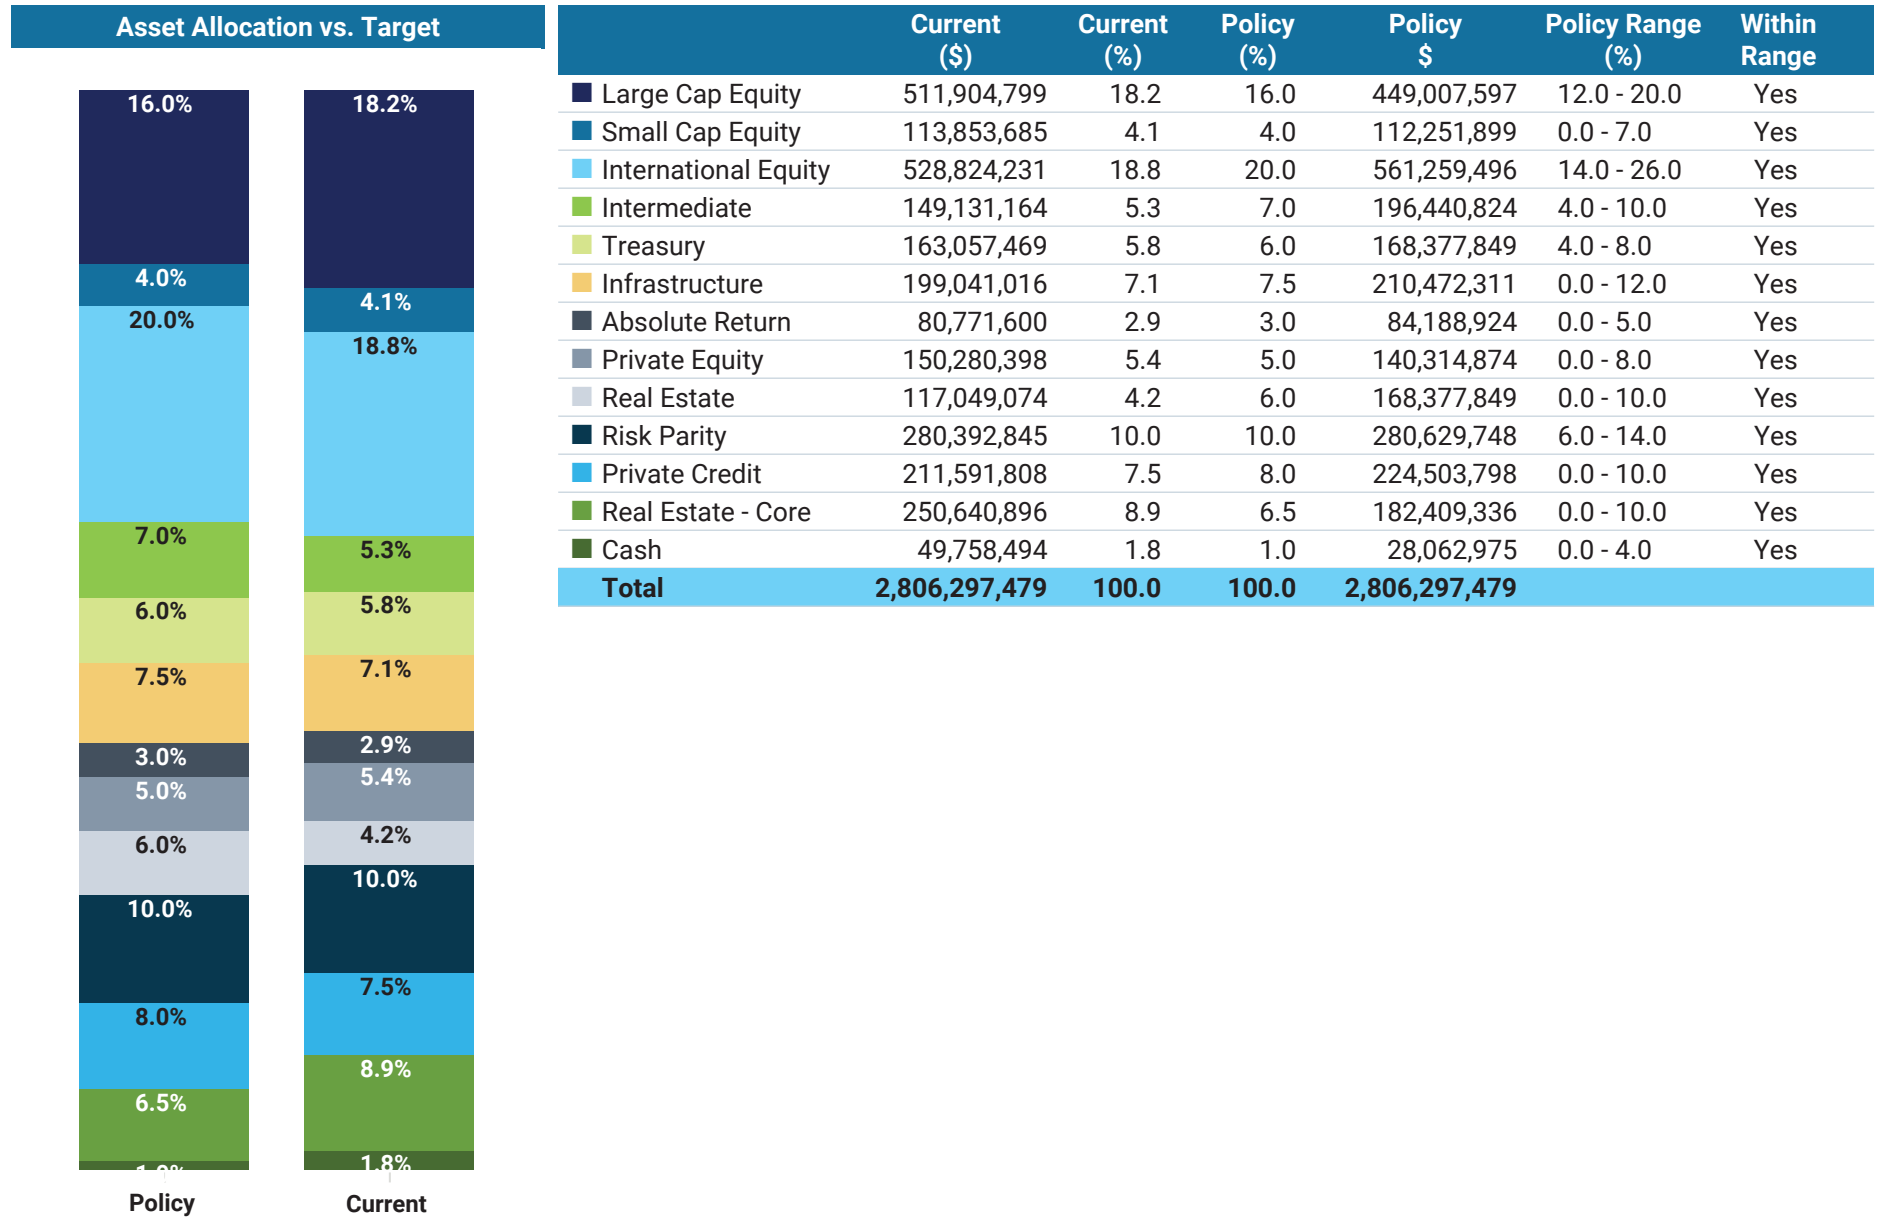 Asset Allocation vs. Target
16.0%
4.0%
20.0%
7.0%
6.0%
7.5%
3.0%
5.0%
6.0%
10.0%
8.0%
6.5%
Policy
18.2%
4.1%
18.8%
5.3%
5.8%
7.1%
2.9%
5.4%
4.2%
10.0%
7.5%
8.9%
1.8%
Current
Current ($) Current (%) Policy (%) Policy $ Policy Range (%) Within Range
Large Cap Equity 511,904,799 18.2 16.0 449,007,597 12.0 - 20.0 Yes
Small Cap Equity 113,853,685 4.1 4.0 112,251,899 0.0 - 7.0 Yes
International Equity 528,824,231 18.8 20.0 561,259,496 14.0 - 26.0 Yes
Intermediate 149,131,164 5.3 7.0 196,440,824 4.0 - 10.0 Yes
Treasury 163,057,469 5.8 6.0 168,377,849 4.0 - 8.0 Yes
Infrastructure 199,041,016 7.1 7.5 210,472,311 0.0 - 12.0 Yes
Absolute Return 80,771,600 2.9 3.0 84,188,924 0.0 - 5.0 Yes
Private Equity 150,280,398 5.4 5.0 140,314,874 0.0 - 8.0 Yes
Real Estate 117,049,074 4.2 6.0 168,377,849 0.0 - 10.0 Yes
Risk Parity 280,392,845 10.0 10.0 280,629,748 6.0 - 14.0 Yes
Private Credit 211,591,808 7.5 8.0 224,503,798 0.0 - 10.0 Yes
Real Estate - Core 250,640,896 8.9 6.5 182,409,336 0.0 - 10.0 Yes
Cash 49,758,494 1.8 1.0 28,062,975 0.0 - 4.0 Yes
Total 2,806,297,479 100.0 100.0 2,806,297,479